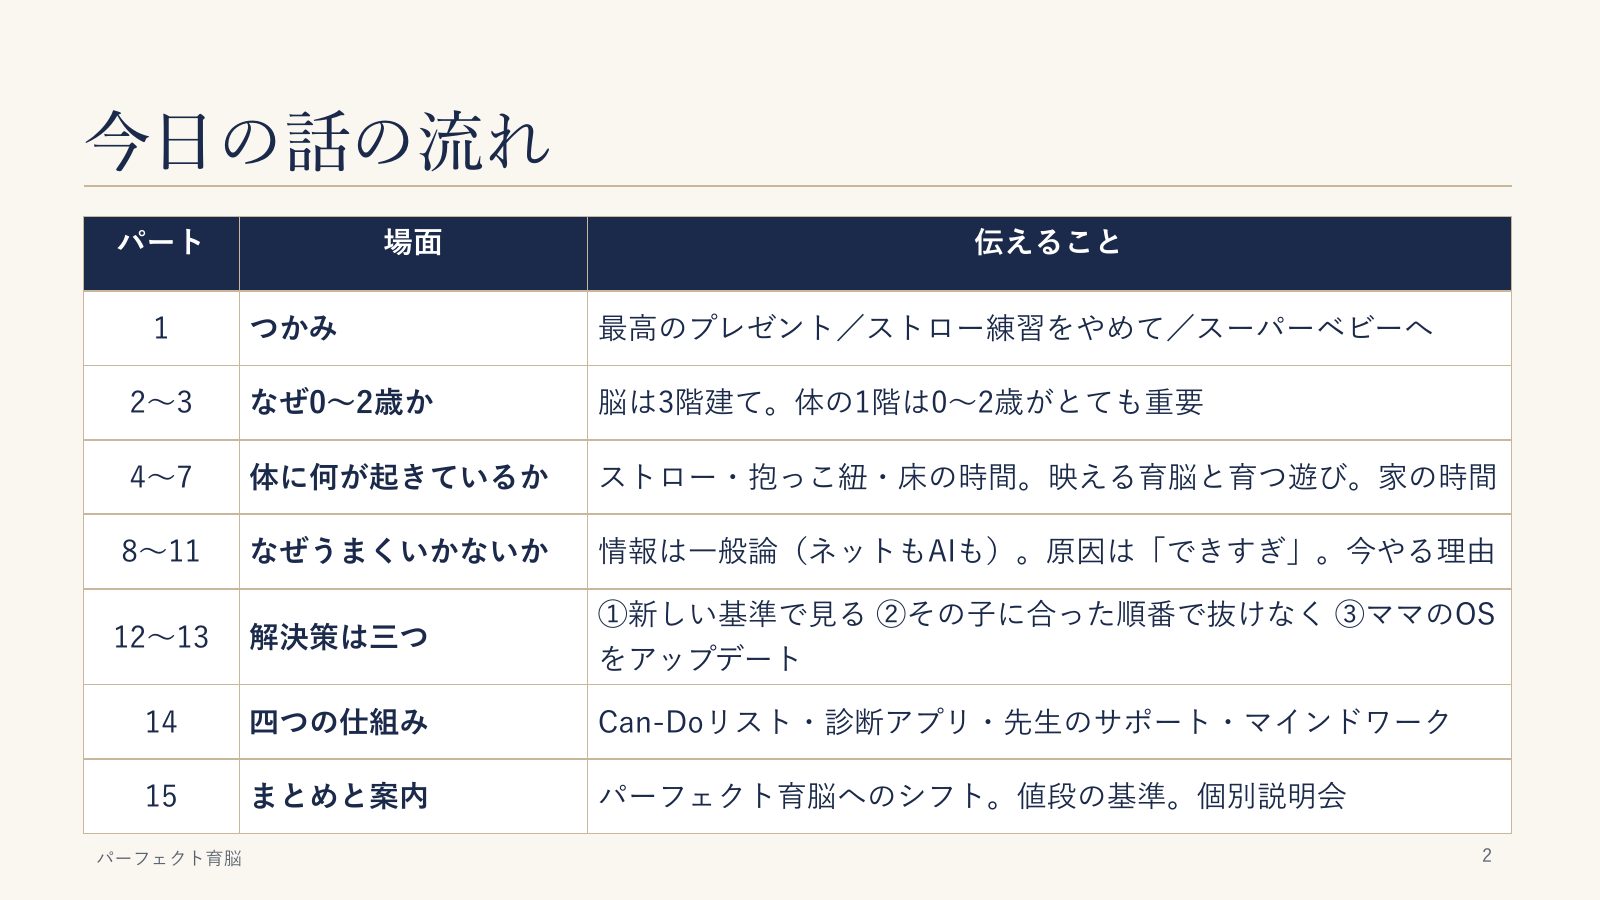 今日の話の流れ
パート 場面 伝えること
1 つかみ 最高のプレゼント／ストロー練習をやめて／スーパーベビーへ
2〜3 なぜ0〜2歳か 脳は3階建て。体の1階は0〜2歳がとても重要
4〜7 体に何が起きているか ストロー・抱っこ紐・床の時間。映える育脳と育つ遊び。家の時間
8〜11 なぜうまくいかないか 情報は一般論（ネットもAIも）。原因は「できすぎ」。今やる理由
12〜13 解決策は三つ ①新しい基準で見る ②その子に合った順番で抜けなく ③ママのOS
をアップデート
14 四つの仕組み Can-Doリスト・診断アプリ・先生のサポート・マインドワーク
15 まとめと案内 パーフェクト育脳へのシフト。値段の基準。個別説明会
パーフェクト育脳 2